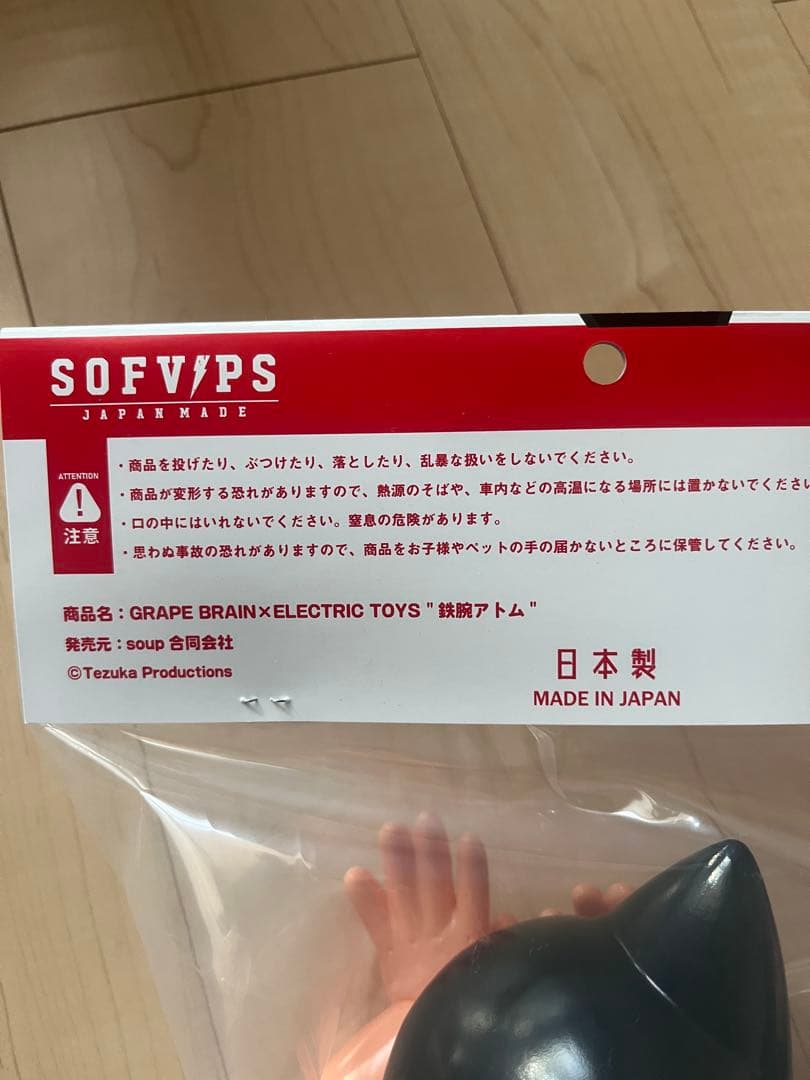 SOFVIPS
JAPAN MADE
ATTENTION
注意
・商品を投げたり、ぶつけたり、落としたり、乱暴な扱いをしないでください。
・商品が変形する恐れがありますので、熱源のそばや、車内などの高温になる場所には置かないでくださ
・口の中にはいれないでください。窒息の危険があります。
・思わぬ事故の恐れがありますので、商品をお子様やペットの手の届かないところに保管してください。
商品名：GRAPE BRAIN×ELECTRIC TOYS "鉄腕アトム"
発売元：soup 合同会社
©Tezuka Productions
日本製
MADE IN JAPAN